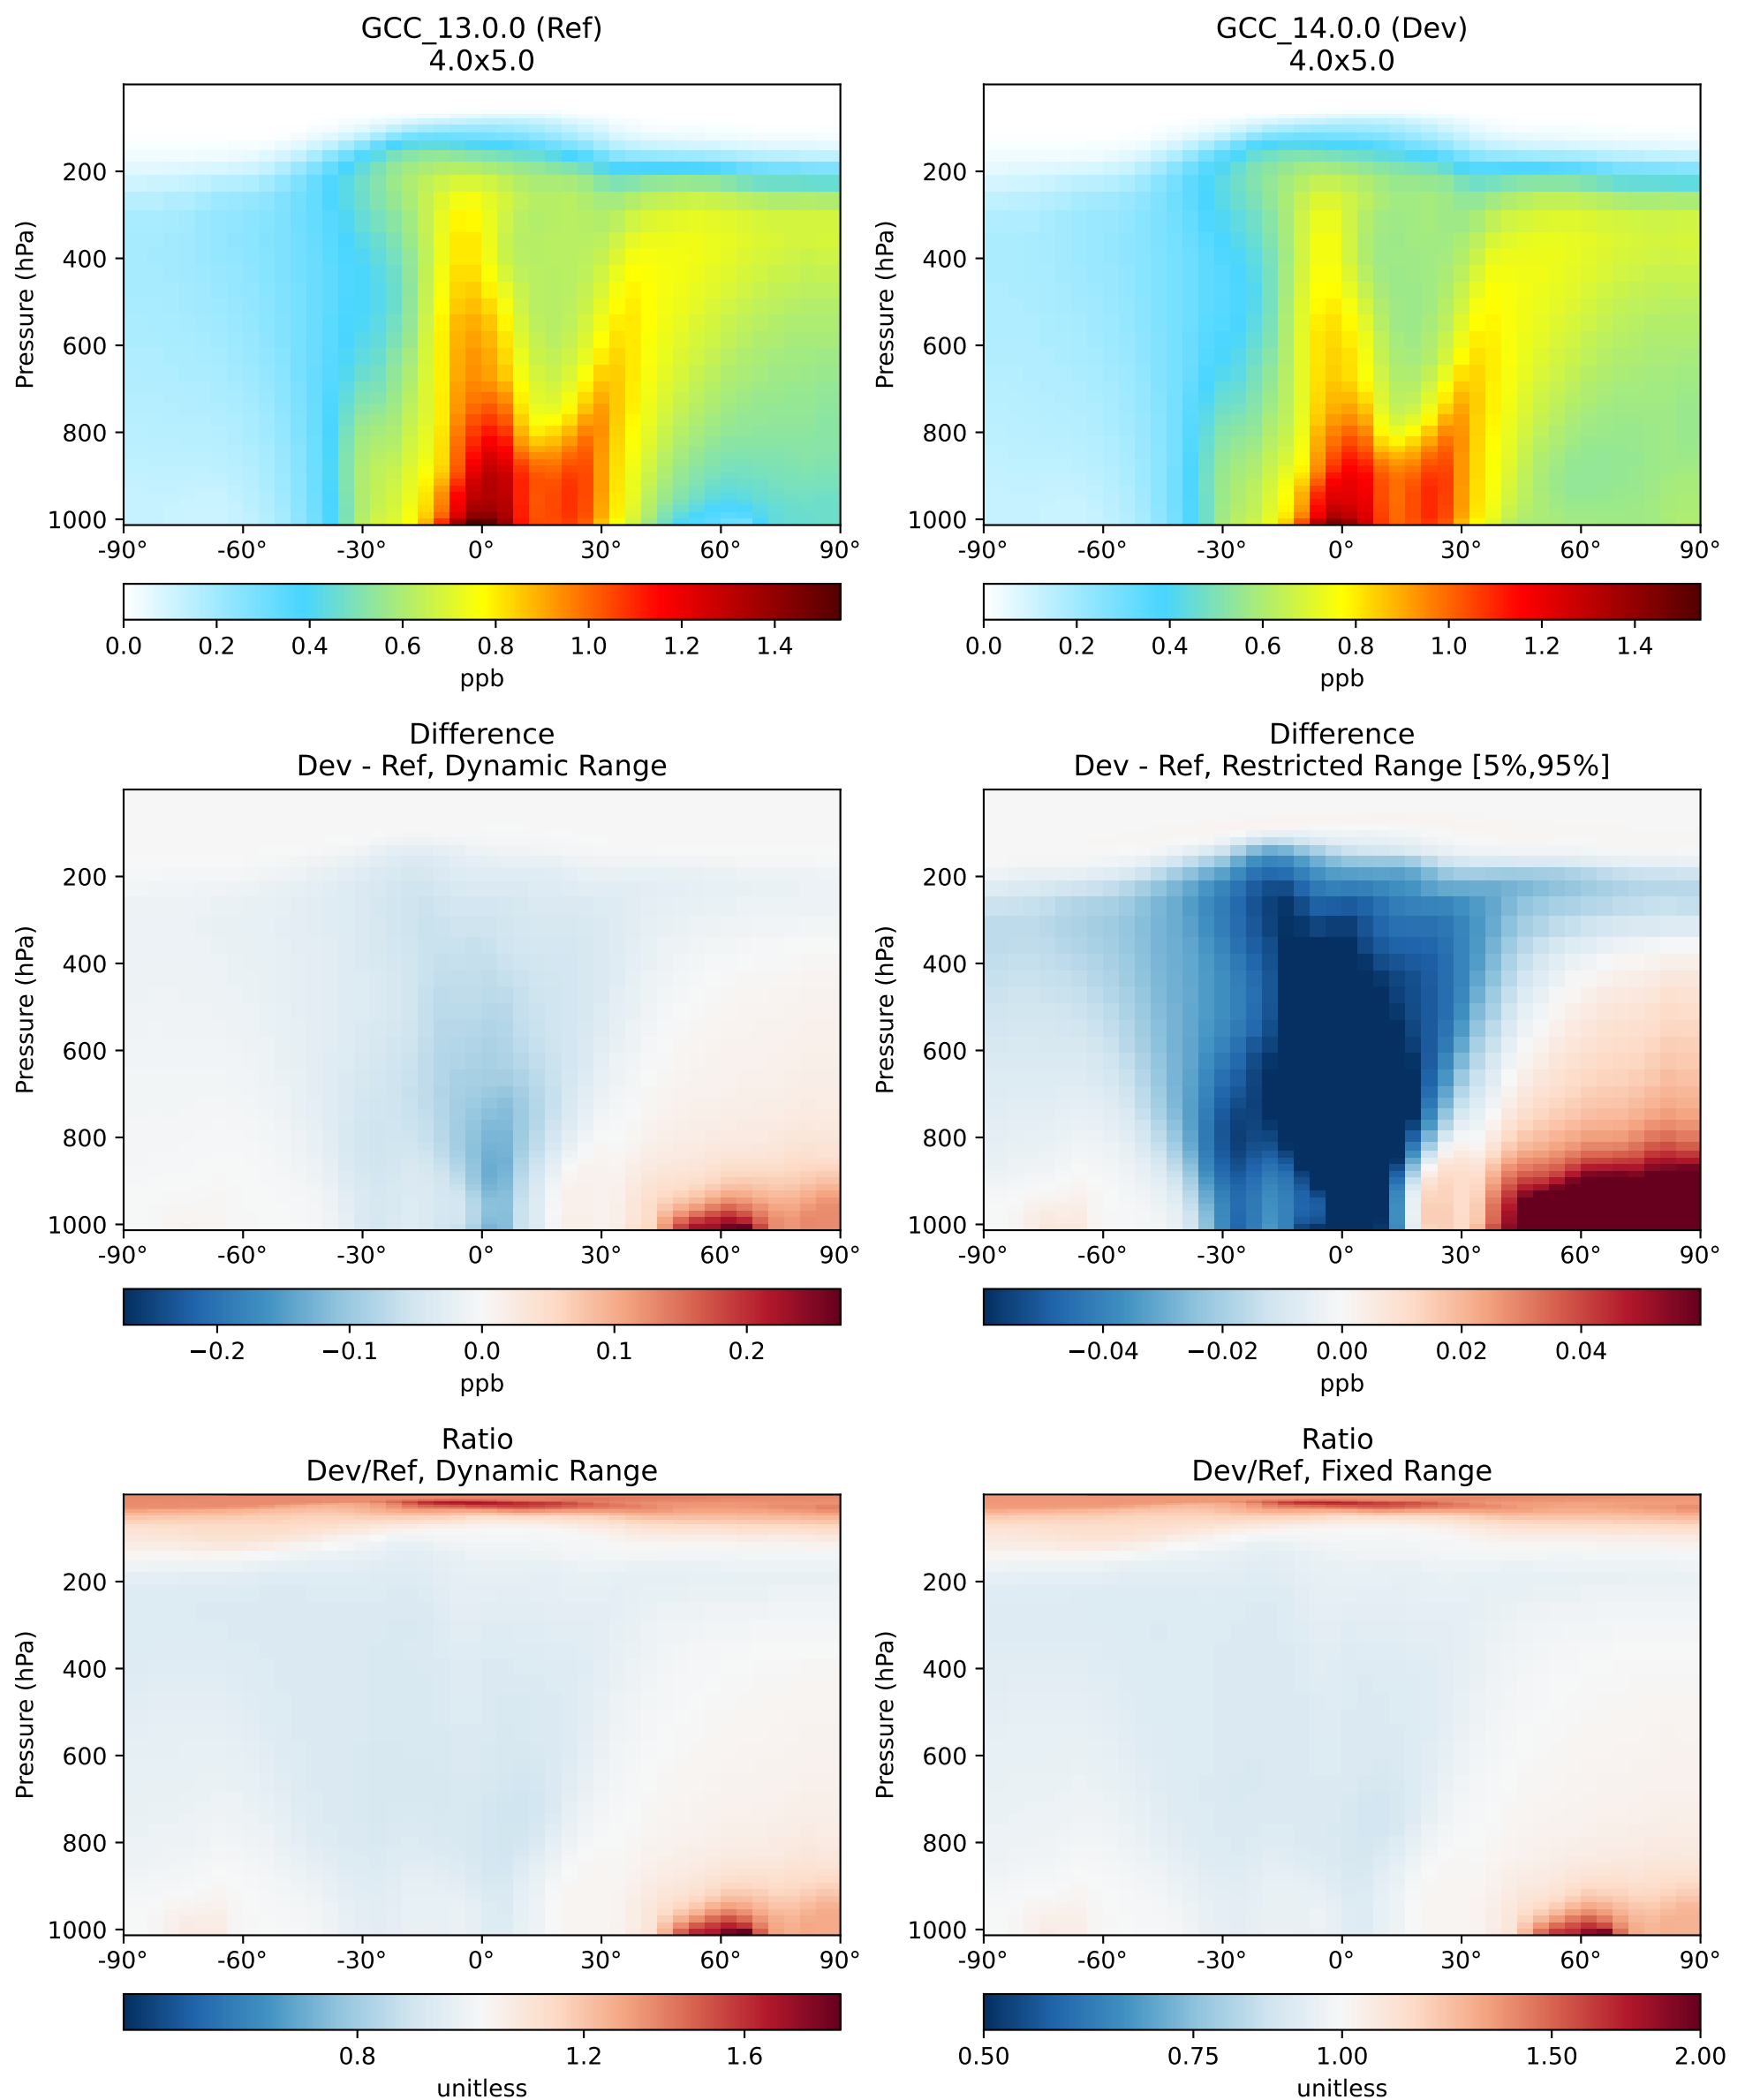 GCC_13.0.0 (Ref)
4.0x5.0
Pressure (hPa)
200
400
600
800
1000
-90° -60° -30° 0° 30° 60° 90°
0.0 0.2 0.4 0.6 0.8 1.0 1.2 1.4
ppb
GCC_14.0.0 (Dev)
4.0x5.0
Pressure (hPa)
200
400
600
800
1000
-90° -60° -30° 0° 30° 60° 90°
0.0 0.2 0.4 0.6 0.8 1.0 1.2 1.4
ppb
Difference
Dev - Ref, Dynamic Range
Pressure (hPa)
200
400
600
800
1000
-90° -60° -30° 0° 30° 60° 90°
−0.2 −0.1 0.0 0.1 0.2
ppb
Difference
Dev - Ref, Restricted Range [5%,95%]
Pressure (hPa)
200
400
600
800
1000
-90° -60° -30° 0° 30° 60° 90°
−0.04 −0.02 0.00 0.02 0.04
ppb
Ratio
Dev/Ref, Dynamic Range
Pressure (hPa)
200
400
600
800
1000
-90° -60° -30° 0° 30° 60° 90°
0.8 1.2 1.6
unitless
Ratio
Dev/Ref, Fixed Range
Pressure (hPa)
200
400
600
800
1000
-90° -60° -30° 0° 30° 60° 90°
0.50 0.75 1.00 1.50 2.00
unitless